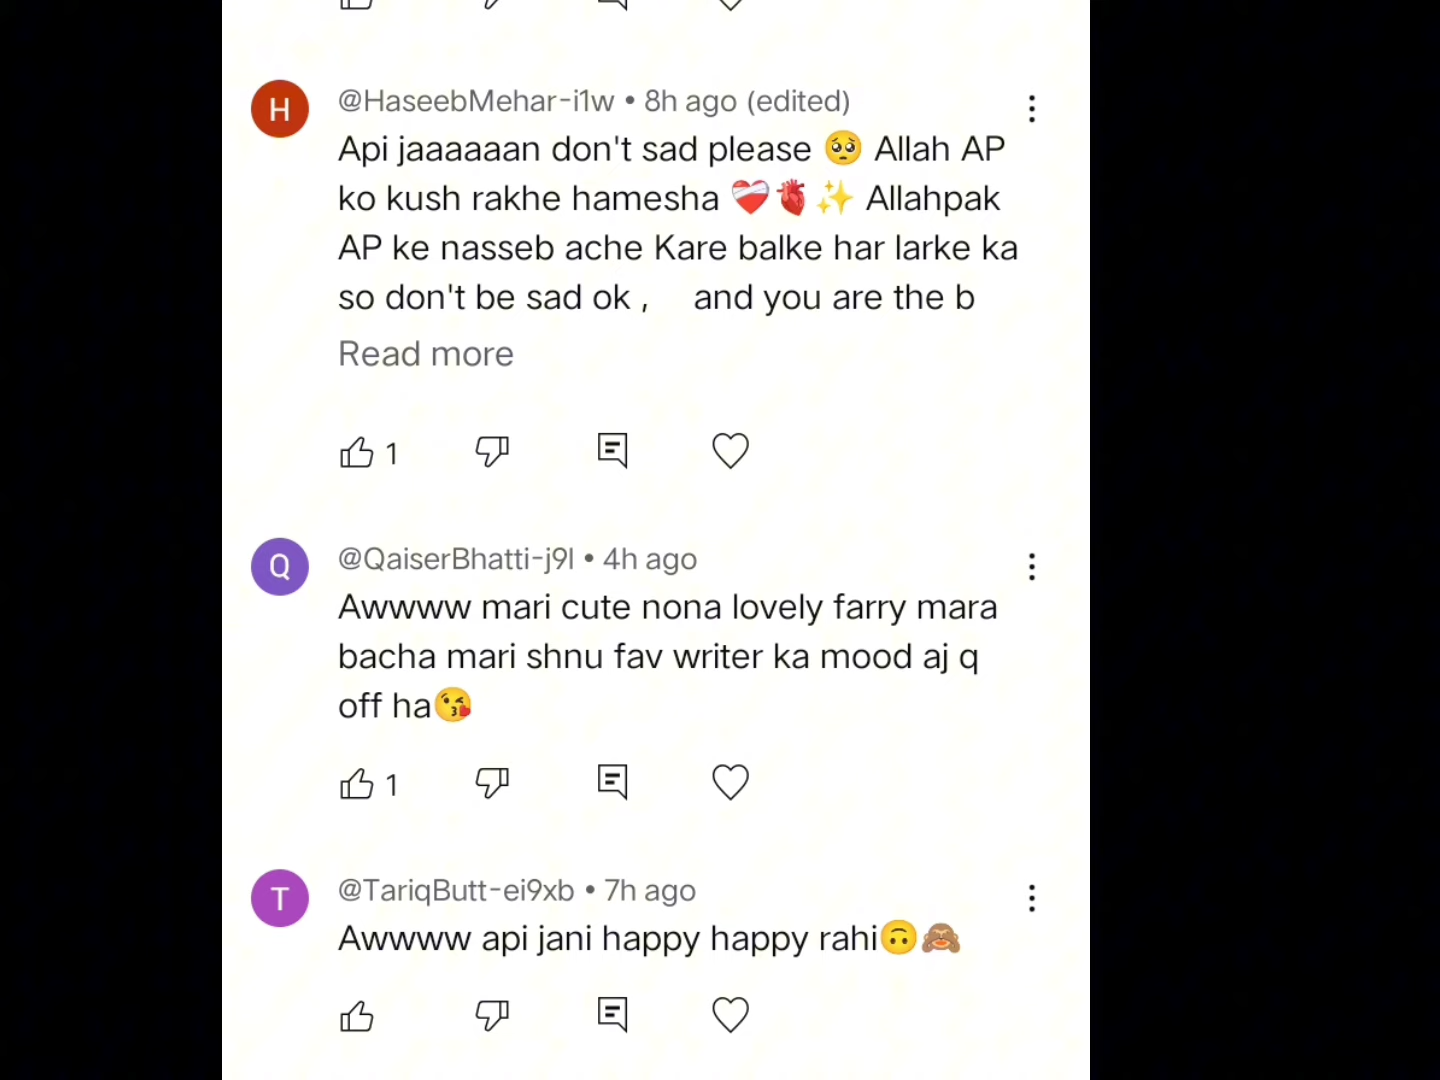 H
@HaseebMehar-i1w • 8h ago (edited)
Api jaaaaaan don't sad please 🥺 Allah AP
ko kush rakhe hamesha ❤️‍🩹🫀✨ Allahpak
AP ke nasseb ache Kare balke har larke ka
so don't be sad ok , and you are the b
Read more
1
Q
@QaiserBhatti-j9l • 4h ago
Awwww mari cute nona lovely farry mara
bacha mari shnu fav writer ka mood aj q
off ha😘
1
T
@TariqButt-ei9xb • 7h ago
Awwww api jani happy happy rahi🙃🙈